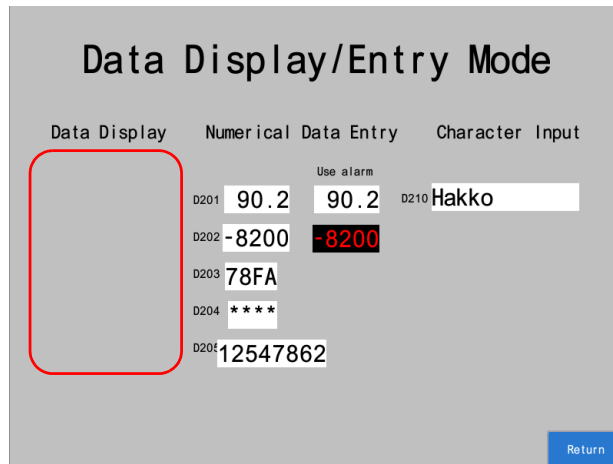 Data Display/Entry Mode
Data Display Numerical Data Entry Character Input
Use alarm
D201 90.2 90.2 D210 Hakko
D202 -8200 -8200
D203 78FA
D204 ****
D205 12547862
Return